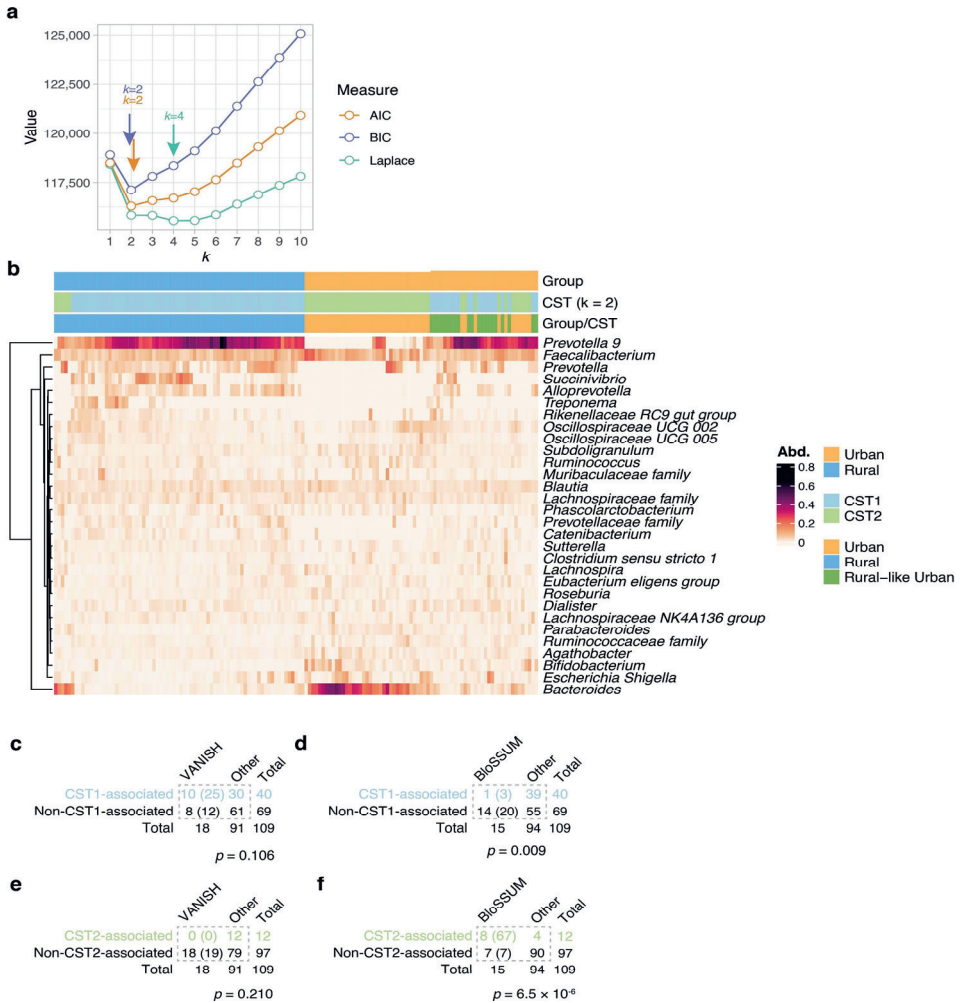 a
125,000
122,500
120,000
117,500
Value
k=2
k=2
k=4
1 2 3 4 5 6 7 8 9 10
k
Measure
AIC
BIC
Laplace
b
Group
CST (k = 2)
Group/CST
Prevotella 9
Faecalibacterium
Prevotella
Succinivibrio
Alloprevotella
Treponema
Rikenellaceae RC9 gut group
Oscillospiraceae UCG 002
Oscillospiraceae UCG 005
Subdoligranulum
Ruminococcus
Muribaculaceae family
Blautia
Lachnospiraceae family
Phascolarctobacterium
Prevotellaceae family
Catenibacterium
Sutterella
Clostridium sensu stricto 1
Lachnospira
Eubacterium eligens group
Roseburia
Dialister
Lachnospiraceae NK4A136 group
Parabacteroides
Ruminococcaceae family
Agathobacter
Bifidobacterium
Escherichia Shigella
Bacteroides
Abd.
0.8
0.6
0.4
0.2
0
Urban
Rural
CST1
CST2
Urban
Rural
Rural-like Urban
c
VANISH Other Total
CST1-associated 10 (25) 30 40
Non-CST1-associated 8 (12) 61 69
Total 18 91 109
p = 0.106
d
BloSSUM Other Total
CST1-associated 1 (3) 39 40
Non-CST1-associated 14 (20) 55 69
Total 15 94 109
p = 0.009
e
VANISH Other Total
CST2-associated 0 (0) 12 12
Non-CST2-associated 18 (19) 79 97
Total 18 91 109
p = 0.210
f
BloSSUM Other Total
CST2-associated 8 (67) 4 12
Non-CST2-associated 7 (7) 90 97
Total 15 94 109
p = 6.5 × 10⁻⁶